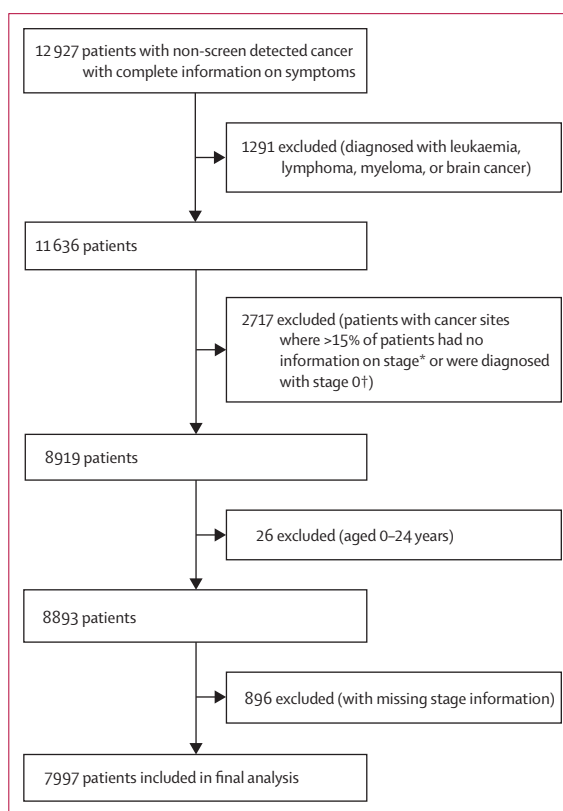 12 927 patients with non-screen detected cancer
with complete information on symptoms
1291 excluded (diagnosed with leukaemia,
lymphoma, myeloma, or brain cancer)
11 636 patients
2717 excluded (patients with cancer sites
where >15% of patients had no
information on stage* or were diagnosed
with stage 0†)
8919 patients
26 excluded (aged 0–24 years)
8893 patients
896 excluded (with missing stage information)
7997 patients included in final analysis